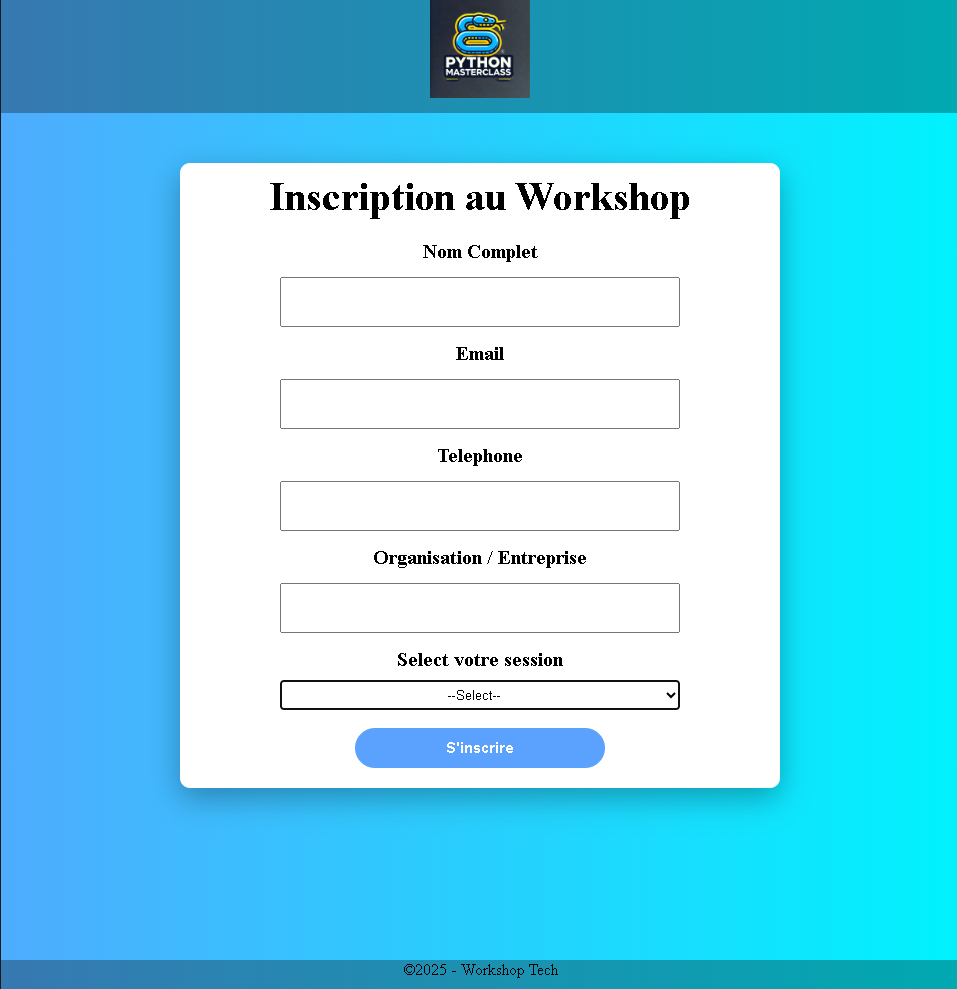 PYTHON
MASTERCLASS
Inscription au Workshop
Nom Complet
Email
Telephone
Organisation / Entreprise
Select votre session
--Select--
S'inscrire
©2025 - Workshop Tech